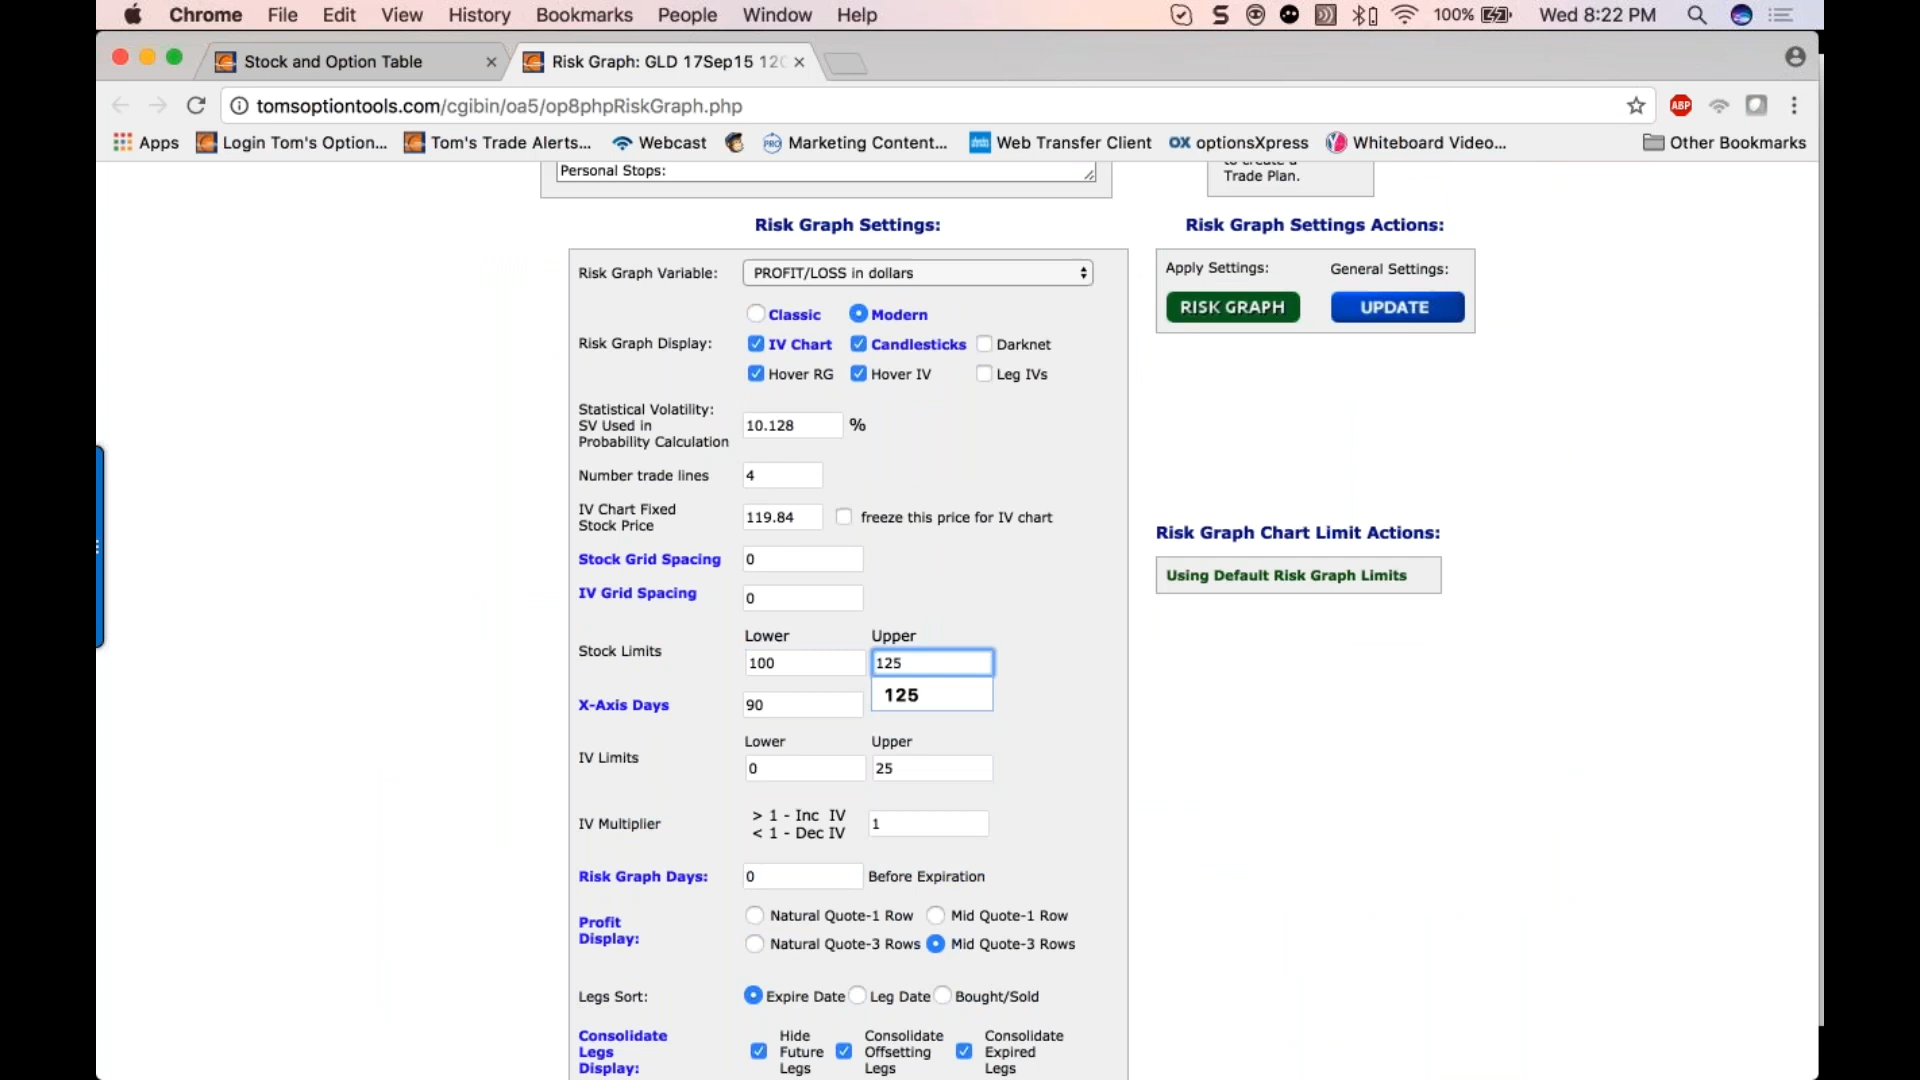 Chrome File Edit View History Bookmarks People Window Help 100% Wed 8:22 PM
Stock and Option Table × Risk Graph: GLD 17Sep15 12 ×
tomsoptiontools.com/cgibin/oa5/op8phpRiskGraph.php ABP
Apps Login Tom's Option... Tom's Trade Alerts... Webcast PRO Marketing Content... Web Transfer Client OX optionsXpress Whiteboard Video... Other Bookmarks
to create a
Personal Stops:
Trade Plan.
Risk Graph Settings: Risk Graph Settings Actions:
Risk Graph Variable: PROFIT/LOSS in dollars Apply Settings: General Settings:
RISK GRAPH UPDATE
Classic Modern
Risk Graph Display: IV Chart Candlesticks Darknet
Hover RG Hover IV Leg IVs
Statistical Volatility:
SV Used in
Probability Calculation
10.128 %
Number trade lines 4
IV Chart Fixed
Stock Price
119.84 freeze this price for IV chart
Risk Graph Chart Limit Actions:
Stock Grid Spacing 0
Using Default Risk Graph Limits
IV Grid Spacing 0
Lower Upper
Stock Limits 100 125
125
X-Axis Days 90
Lower Upper
IV Limits 0 25
IV Multiplier > 1 - Inc IV
< 1 - Dec IV
1
Risk Graph Days: 0 Before Expiration
Profit
Display:
Natural Quote-1 Row Mid Quote-1 Row
Natural Quote-3 Rows Mid Quote-3 Rows
Legs Sort: Expire Date Leg Date Bought/Sold
Consolidate
Legs
Display:
Hide
Future
Legs
Consolidate
Offsetting
Legs
Consolidate
Expired
Legs